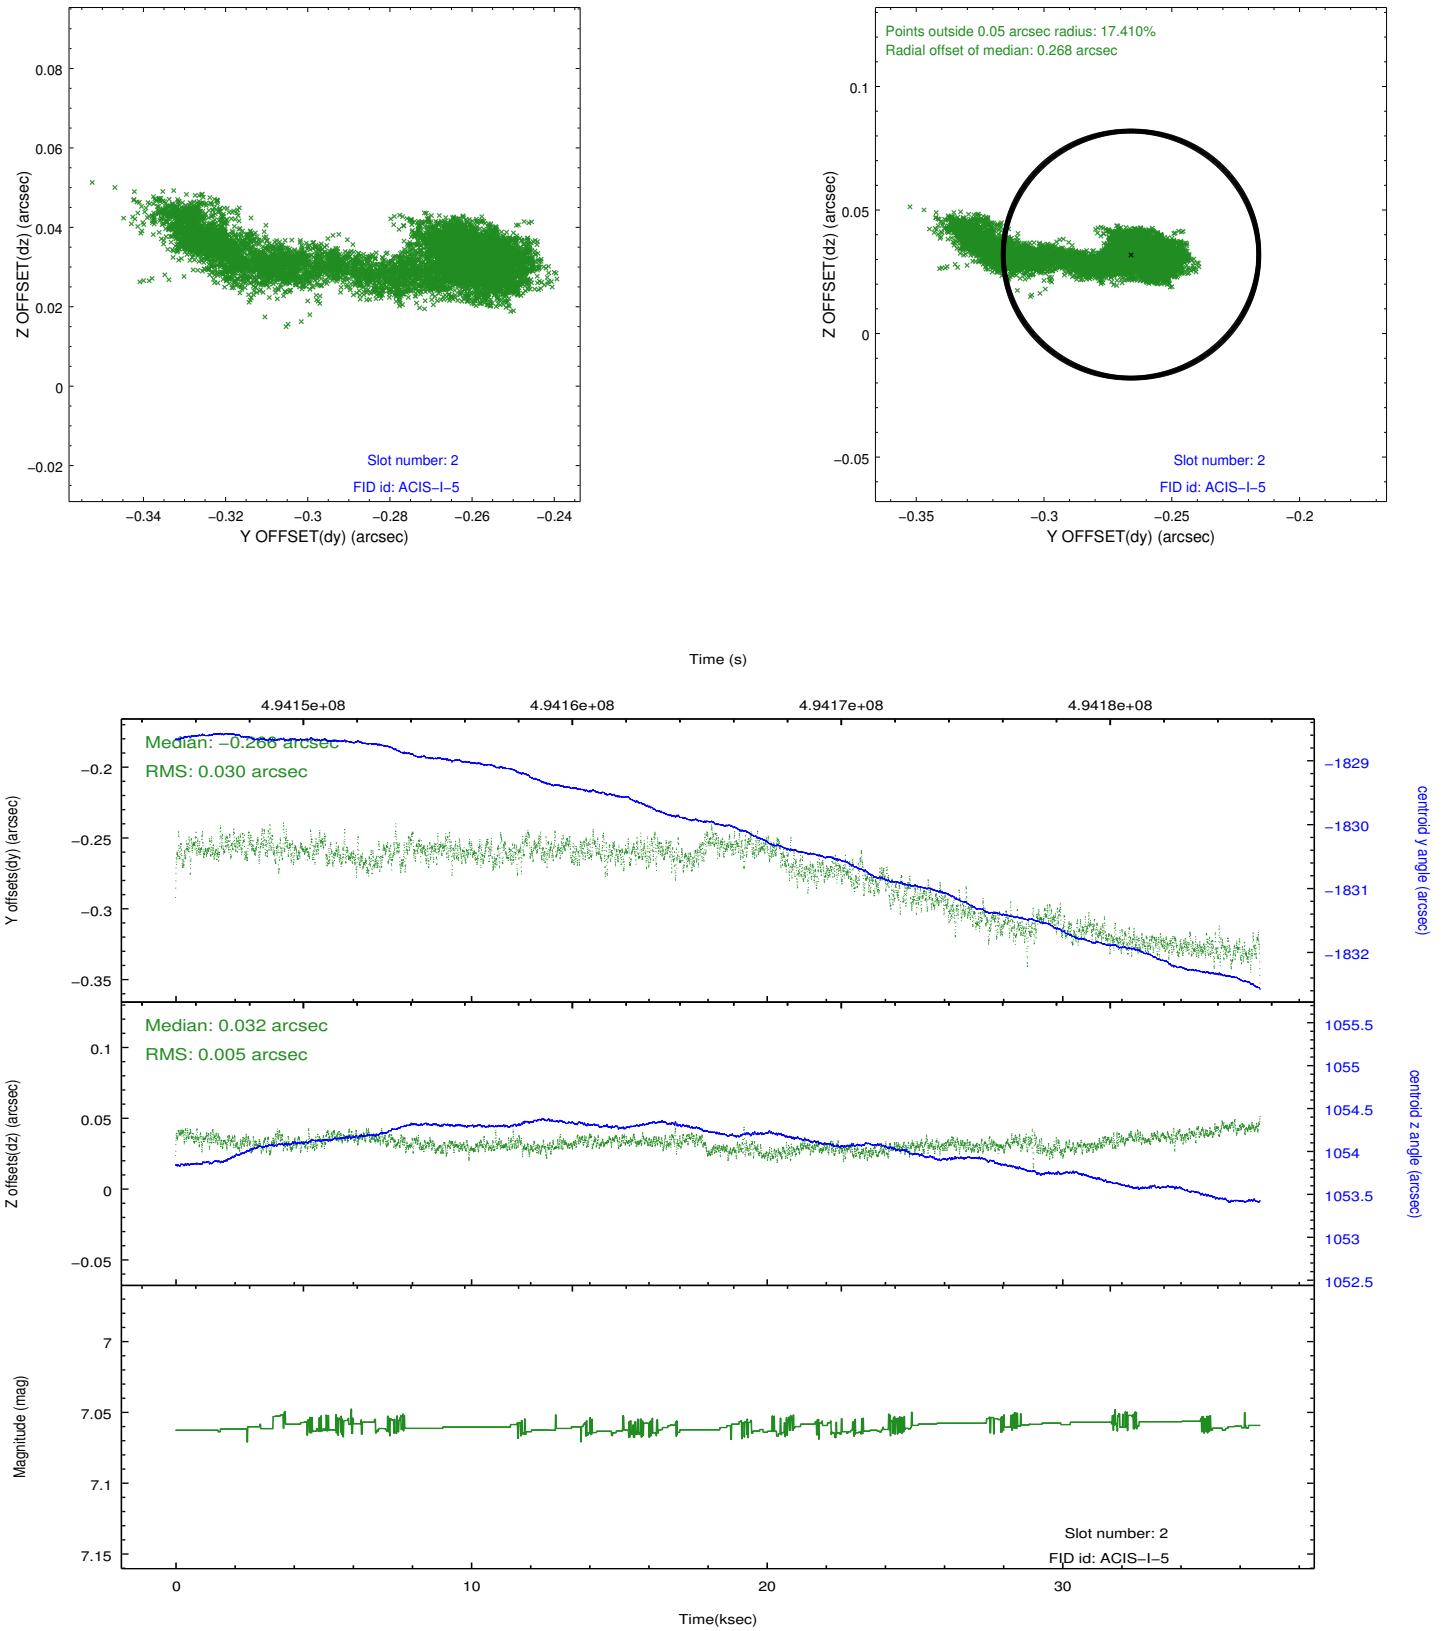 0.08
0.06
0.04
0.02
0
−0.02
Z OFFSET(dz) (arcsec)
Slot number: 2
FID id: ACIS−I−5
−0.34
−0.32
−0.3
−0.28
−0.26
−0.24
Y OFFSET(dy) (arcsec)
Points outside 0.05 arcsec radius: 17.410%
Radial offset of median: 0.268 arcsec
0.1
0.05
0
−0.05
Z OFFSET(dz) (arcsec)
Slot number: 2
FID id: ACIS−I−5
−0.35
−0.3
−0.25
−0.2
Y OFFSET(dy) (arcsec)
Time (s)
4.9415e+08
4.9416e+08
4.9417e+08
4.9418e+08
Median: −0.266 arcsec
RMS: 0.030 arcsec
−0.2
−0.25
−0.3
−0.35
Y offsets(dy) (arcsec)
−1829
−1830
−1831
−1832
centroid y angle (arcsec)
Median: 0.032 arcsec
RMS: 0.005 arcsec
0.1
0.05
0
−0.05
Z offsets(dz) (arcsec)
1055.5
1055
1054.5
1054
1053.5
1053
1052.5
centroid z angle (arcsec)
7
7.05
7.1
7.15
Magnitude (mag)
Slot number: 2
FID id: ACIS−I−5
0
10
20
30
Time(ksec)